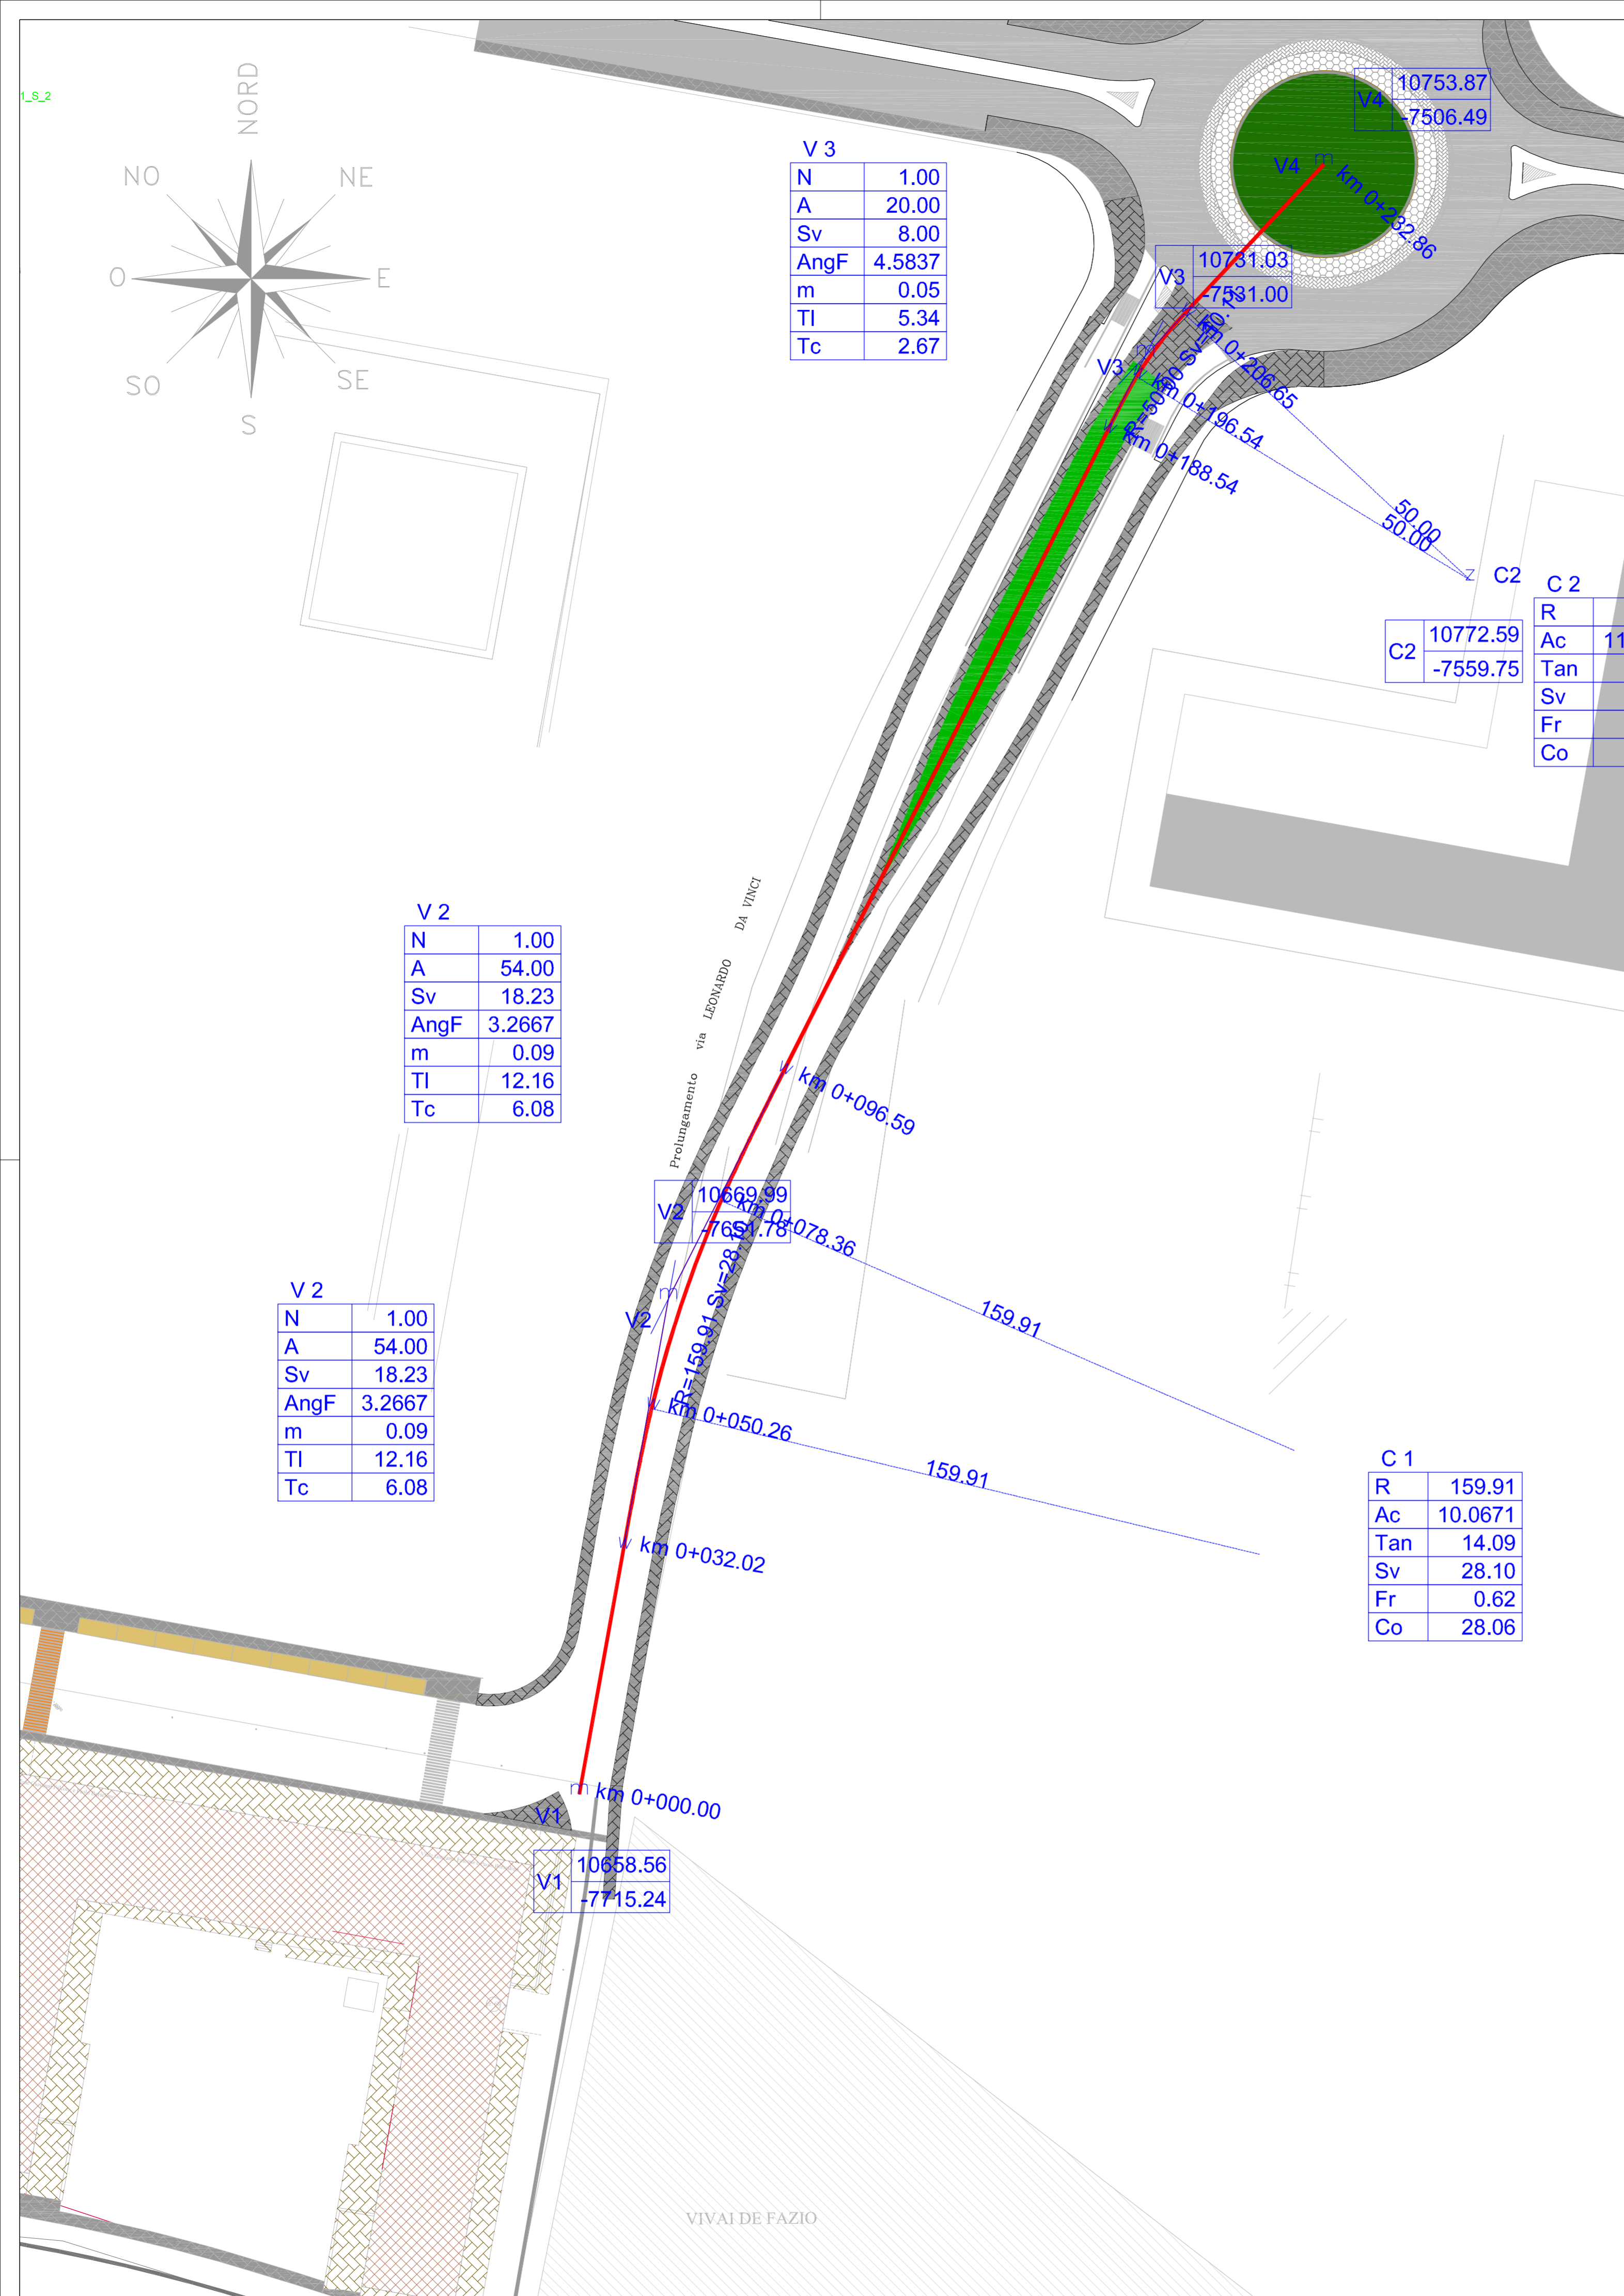 1_S_2
NORD
NO
NE
O
E
SO
SE
S
V 3
N 1.00
A 20.00
Sv 8.00
AngF 4.5837
m 0.05
Tl 5.34
Tc 2.67
V4
10753.87
-7506.49
V4
m
km 0+232.86
V3
10731.03
-7531.00
km 0+206.65
V3
m
km 0+196.54
km 0+188.54
50.00
50.00
Z
C2
C2
10772.59
-7559.75
C 2
R
Ac 11
Tan
Sv
Fr
Co
Prolungamento via LEONARDO DA VINCI
V 2
N 1.00
A 54.00
Sv 18.23
AngF 3.2667
m 0.09
Tl 12.16
Tc 6.08
W km 0+096.59
V2
10669.99
-7651.78
km 0+078.36
m
V2
R=159.91 Sv=28.10
159.91
V 2
N 1.00
A 54.00
Sv 18.23
AngF 3.2667
m 0.09
Tl 12.16
Tc 6.08
W km 0+050.26
159.91
C 1
R 159.91
Ac 10.0671
Tan 14.09
Sv 28.10
Fr 0.62
Co 28.06
W km 0+032.02
m km 0+000.00
V1
V1
10658.56
-7715.24
VIVAI DE FAZIO